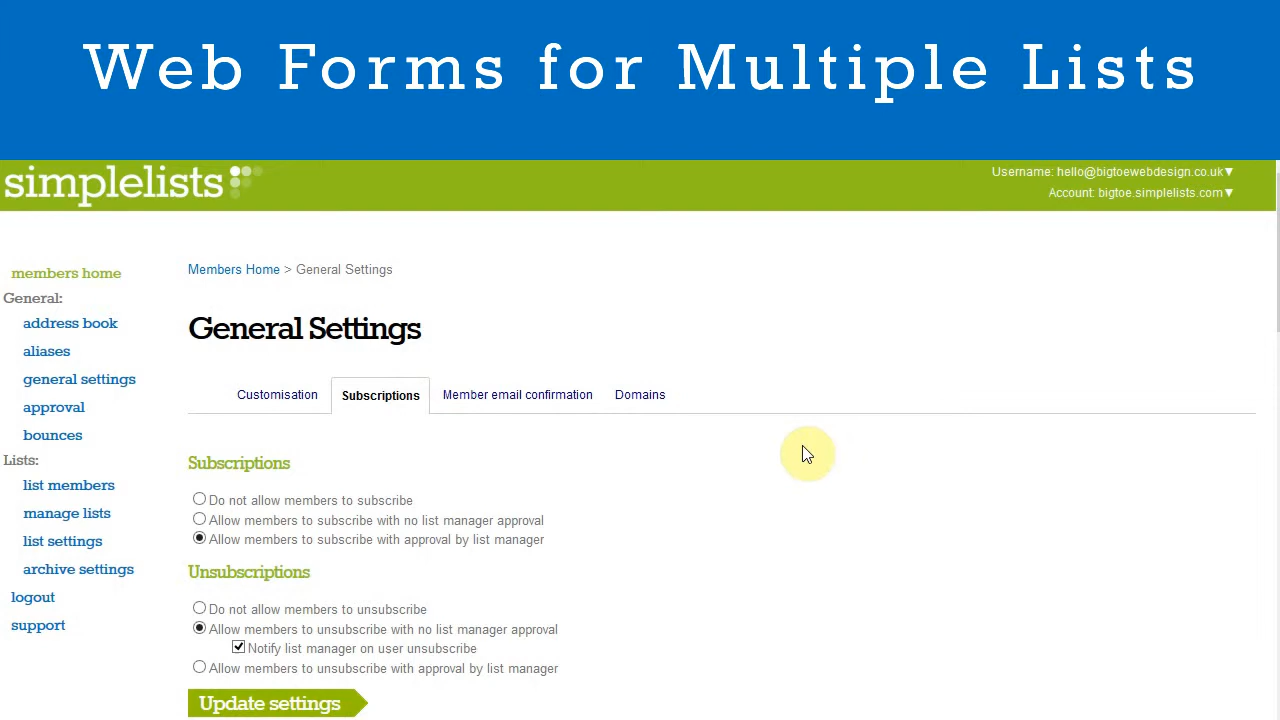 Web Forms for Multiple Lists
simplelists
Username: hello@bigtoewebdesign.co.uk▼
Account: bigtoe.simplelists.com▼
members home
General:
address book
aliases
general settings
approval
bounces
Lists:
list members
manage lists
list settings
archive settings
logout
support
Members Home > General Settings
General Settings
Customisation Subscriptions Member email confirmation Domains
Subscriptions
Do not allow members to subscribe
Allow members to subscribe with no list manager approval
Allow members to subscribe with approval by list manager
Unsubscriptions
Do not allow members to unsubscribe
Allow members to unsubscribe with no list manager approval
Notify list manager on user unsubscribe
Allow members to unsubscribe with approval by list manager
Update settings